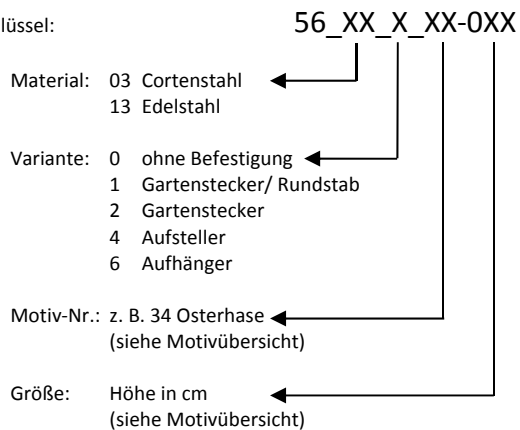 lüssel: 56_XX_X_XX-0XX
Material: 03 Cortenstahl
13 Edelstahl
Variante: 0 ohne Befestigung
1 Gartenstecker/ Rundstab
2 Gartenstecker
4 Aufsteller
6 Aufhänger
Motiv-Nr.: z. B. 34 Osterhase
(siehe Motivübersicht)
Größe: Höhe in cm
(siehe Motivübersicht)